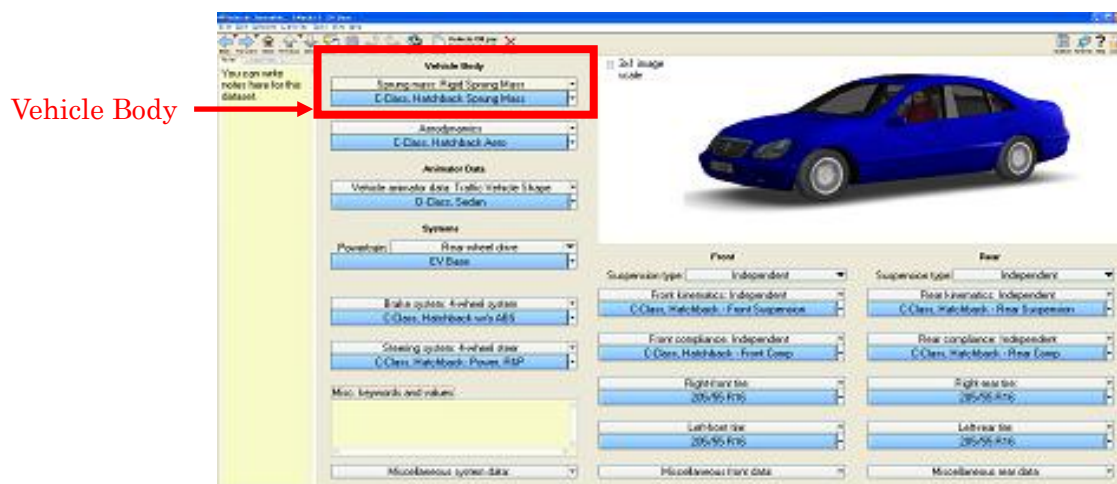 Vehicle Body
You can write
notes here for this
dataset.
Vehicle Body
Sprung mass: Rigid Sprung Mass
C-Class, Hatchback Sprung Mass
Aerodynamics
C-Class, Hatchback Aero
Animator Data
Vehicle animator data: Traffic Vehicle Shape
D-Class, Sedan
Systems
Powertrain: Rear-wheel drive
EV Base
Brake system: 4-wheel system
C-Class, Hatchback w/o ABS
Steering system: 4-wheel steer
C-Class, Hatchback: Power, R&P
Misc. keywords and values:
Miscellaneous system data:
3x1 image
scale
Front
Suspension type: Independent
Front kinematics: Independent
C-Class, Hatchback - Front Suspension
Front compliance: Independent
C-Class, Hatchback - Front Comp
Right-front tire:
205/55 R16
Left-front tire:
205/55 R16
Miscellaneous front data:
Rear
Suspension type: Independent
Rear kinematics: Independent
C-Class, Hatchback - Rear Suspension
Rear compliance: Independent
C-Class, Hatchback - Rear Comp
Right-rear tire:
205/55 R16
Left-rear tire:
205/55 R16
Miscellaneous rear data: